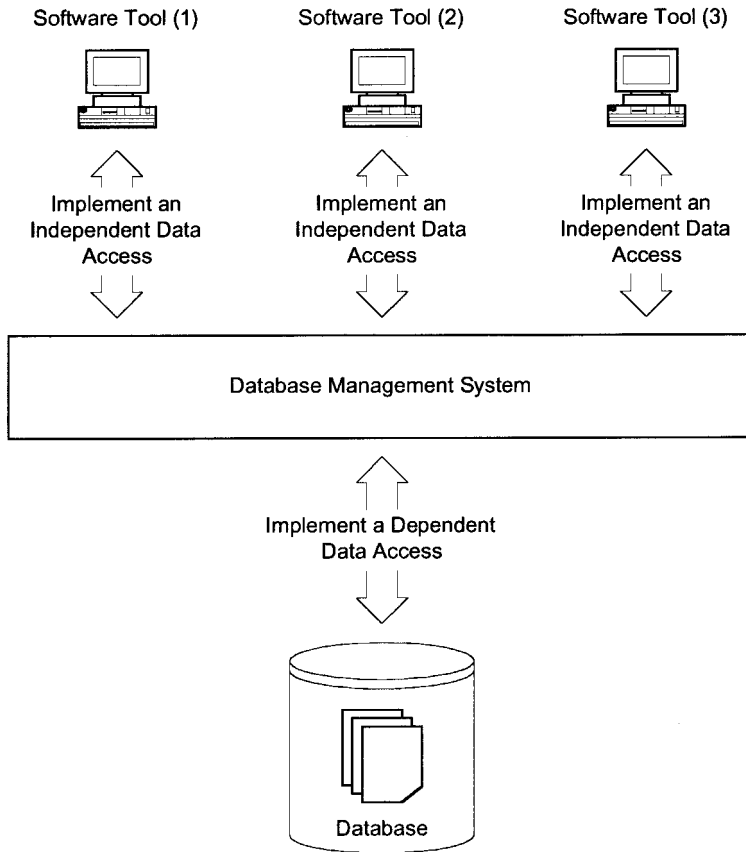 Software Tool (1)
Software Tool (2)
Software Tool (3)
Implement an
Independent Data
Access
Implement an
Independent Data
Access
Implement an
Independent Data
Access
Database Management System
Implement a Dependent
Data Access
Database